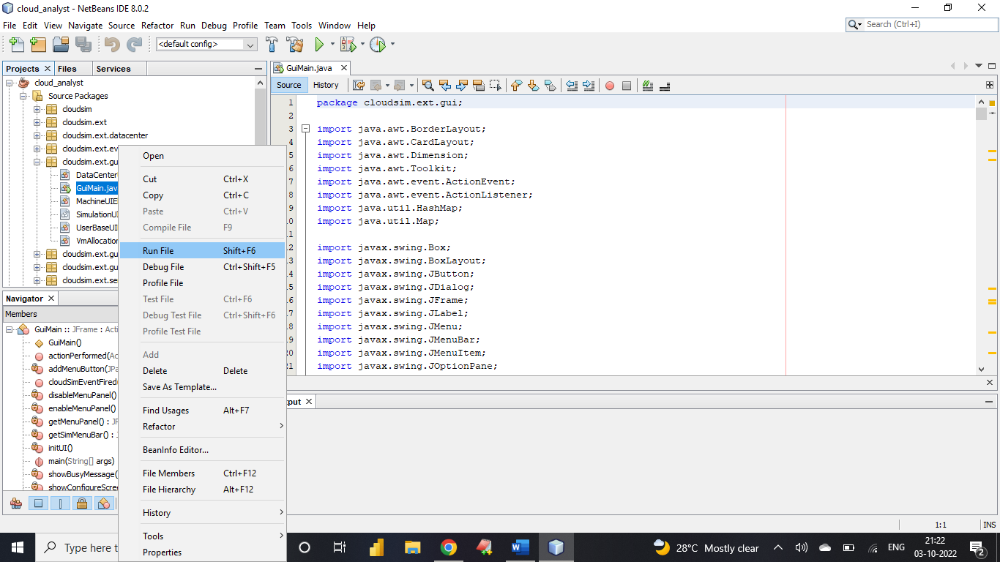 cloud_analyst - NetBeans IDE 8.0.2
File Edit View Navigate Source Refactor Run Debug Profile Team Tools Window Help
Search (Ctrl+I)
<default config>
Projects Files Services
cloud_analyst
Source Packages
cloudsim
cloudsim.ext
cloudsim.ext.datacenter
cloudsim.ext.ev
cloudsim.ext.gu
DataCenter
GuiMain.jav
MachineUIE
SimulationUI
UserBaseUI
VmAllocation
cloudsim.ext.gu
cloudsim.ext.gu
cloudsim.ext.se
Navigator
Members
GuiMain :: JFrame : Acti
GuiMain()
actionPerformed(Ac
addMenuButton(JPa
cloudSimEventFired(
disableMenuPanel()
enableMenuPanel()
getMenuPanel() : JP
getSimMenuBar() : J
initUI()
main(String[] args)
showBusyMessage(
showConfigureScree
Open
Cut Ctrl+X
Copy Ctrl+C
Paste Ctrl+V
Compile File F9
Run File Shift+F6
Debug File Ctrl+Shift+F5
Profile File
Test File Ctrl+F6
Debug Test File Ctrl+Shift+F6
Profile Test File
Add
Delete Delete
Save As Template...
Find Usages Alt+F7
Refactor
BeanInfo Editor...
File Members Ctrl+F12
File Hierarchy Alt+F12
History
Tools
Properties
GuiMain.java
Source History
1 package cloudsim.ext.gui;
2
3 import java.awt.BorderLayout;
4 import java.awt.CardLayout;
5 import java.awt.Dimension;
6 import java.awt.Toolkit;
7 import java.awt.event.ActionEvent;
8 import java.awt.event.ActionListener;
9 import java.util.HashMap;
10 import java.util.Map;
11
12 import javax.swing.Box;
13 import javax.swing.BoxLayout;
14 import javax.swing.JButton;
15 import javax.swing.JDialog;
16 import javax.swing.JFrame;
17 import javax.swing.JLabel;
18 import javax.swing.JMenu;
19 import javax.swing.JMenuBar;
20 import javax.swing.JMenuItem;
21 import javax.swing.JOptionPane;
put
1:1 INS
Type here t
28°C Mostly clear
ENG
21:22
03-10-2022
2